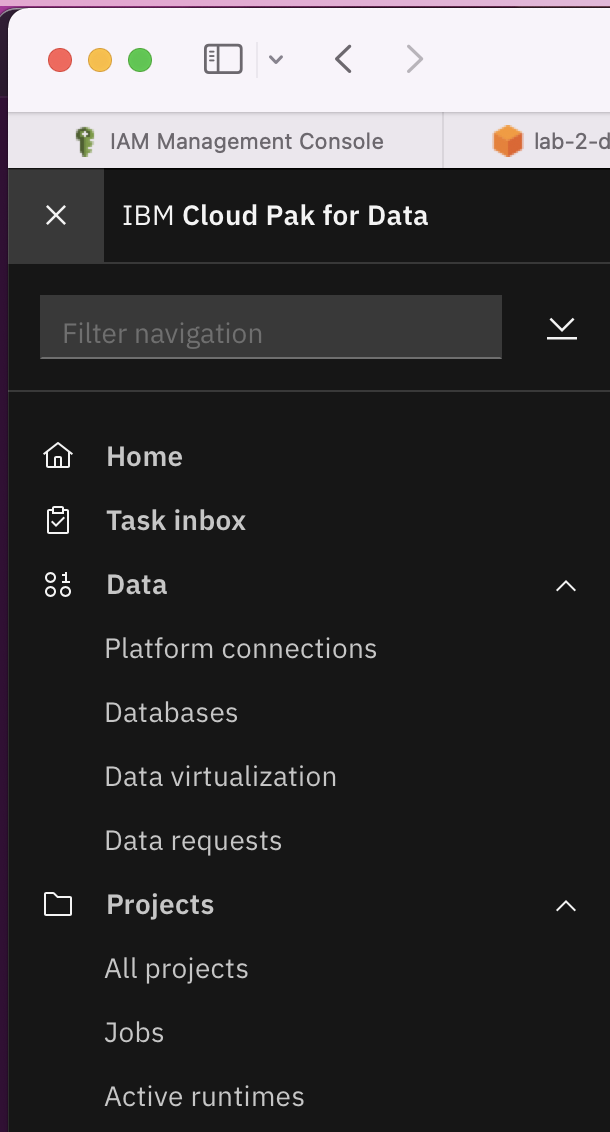 IAM Management Console
lab-2-d
IBM Cloud Pak for Data
Filter navigation
Home
Task inbox
Data
Platform connections
Databases
Data virtualization
Data requests
Projects
All projects
Jobs
Active runtimes